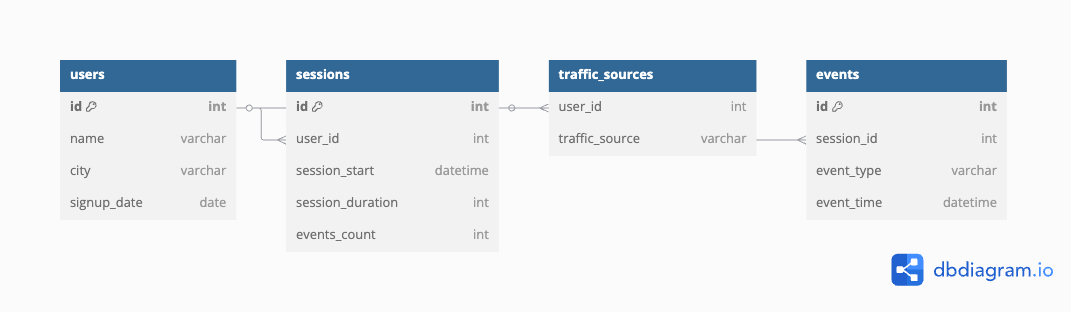 users
id int
name varchar
city varchar
signup_date date
sessions
id int
user_id int
session_start datetime
session_duration int
events_count int
traffic_sources
user_id int
traffic_source varchar
events
id int
session_id int
event_type varchar
event_time datetime
dbdiagram.io